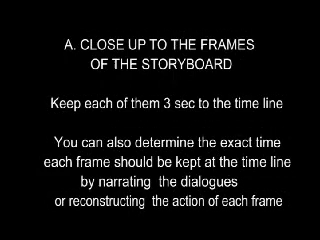 A. CLOSE UP TO THE FRAMES
OF THE STORYBOARD
Keep each of them 3 sec to the time line
You can also determine the exact time
each frame should be kept at the time line
by narrating the dialogues
or reconstructing the action of each frame